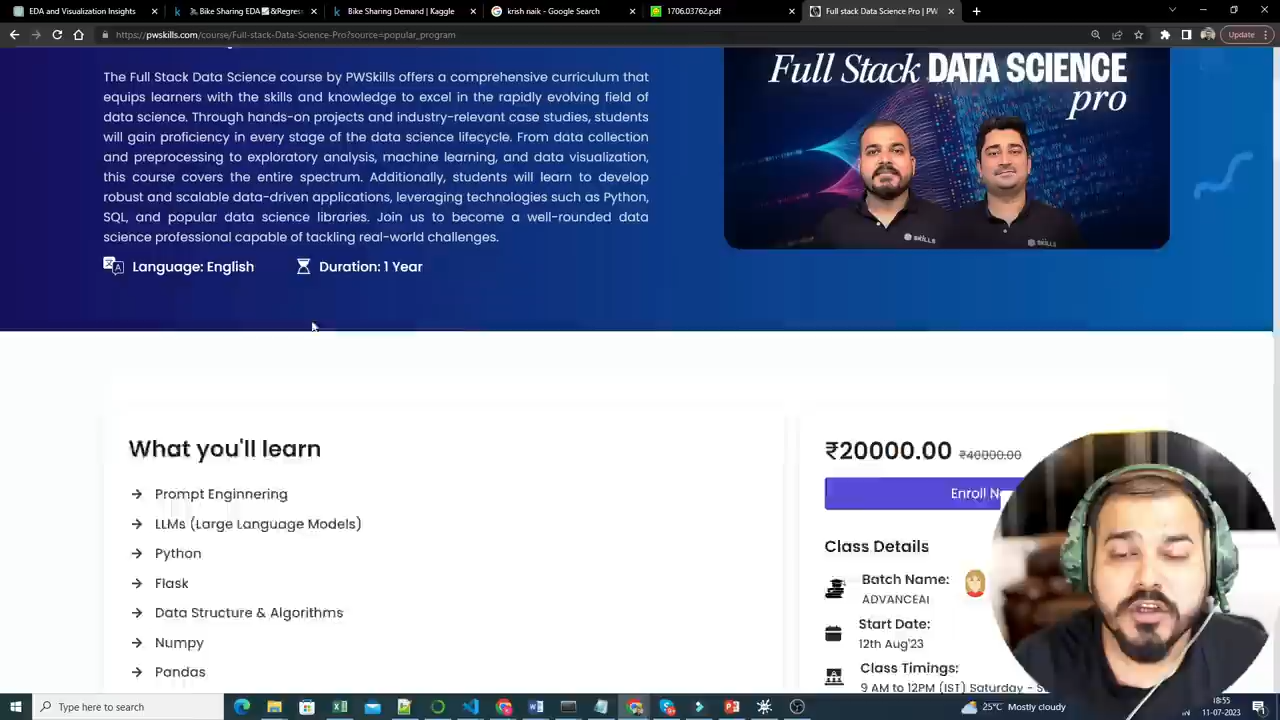 EDA and Visualization Insights
Bike Sharing EDA &Regres
Bike Sharing Demand | Kaggle
krish naik - Google Search
1706.03762.pdf
Full stack Data Science Pro | PW
https://pwskills.com/course/Full-stack-Data-Science-Pro?source=popular_program
Update
The Full Stack Data Science course by PWSkills offers a comprehensive curriculum that
equips learners with the skills and knowledge to excel in the rapidly evolving field of
data science. Through hands-on projects and industry-relevant case studies, students
will gain proficiency in every stage of the data science lifecycle. From data collection
and preprocessing to exploratory analysis, machine learning, and data visualization,
this course covers the entire spectrum. Additionally, students will learn to develop
robust and scalable data-driven applications, leveraging technologies such as Python,
SQL, and popular data science libraries. Join us to become a well-rounded data
science professional capable of tackling real-world challenges.
Language: English
Duration: 1 Year
Full Stack DATA SCIENCE
pro
SKILLS
SKILLS
What you'll learn
Prompt Enginnering
LLMs (Large Language Models)
Python
Flask
Data Structure & Algorithms
Numpy
Pandas
₹20000.00 ₹40000.00
Enroll N
Class Details
Batch Name:
ADVANCEAI
Start Date:
12th Aug'23
Class Timings:
9 AM to 12PM (IST) Saturday - S
Type here to search
25°C Mostly cloudy
IN
18:55
11-07-2023